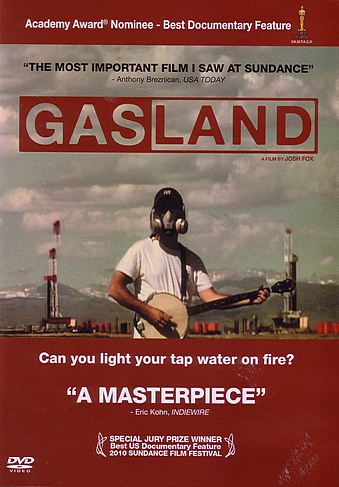 Academy Award® Nominee - Best Documentary Feature
©A.M.P.A.S.®
“THE MOST IMPORTANT FILM I SAW AT SUNDANCE”
- Anthony Breznican, USA TODAY
GASLAND
A FILM BY JOSH FOX
Can you light your tap water on fire?
“A MASTERPIECE”
- Eric Kohn, INDIEWIRE
SPECIAL JURY PRIZE WINNER
Best US Documentary Feature
2010 SUNDANCE FILM FESTIVAL
DVD
VIDEO